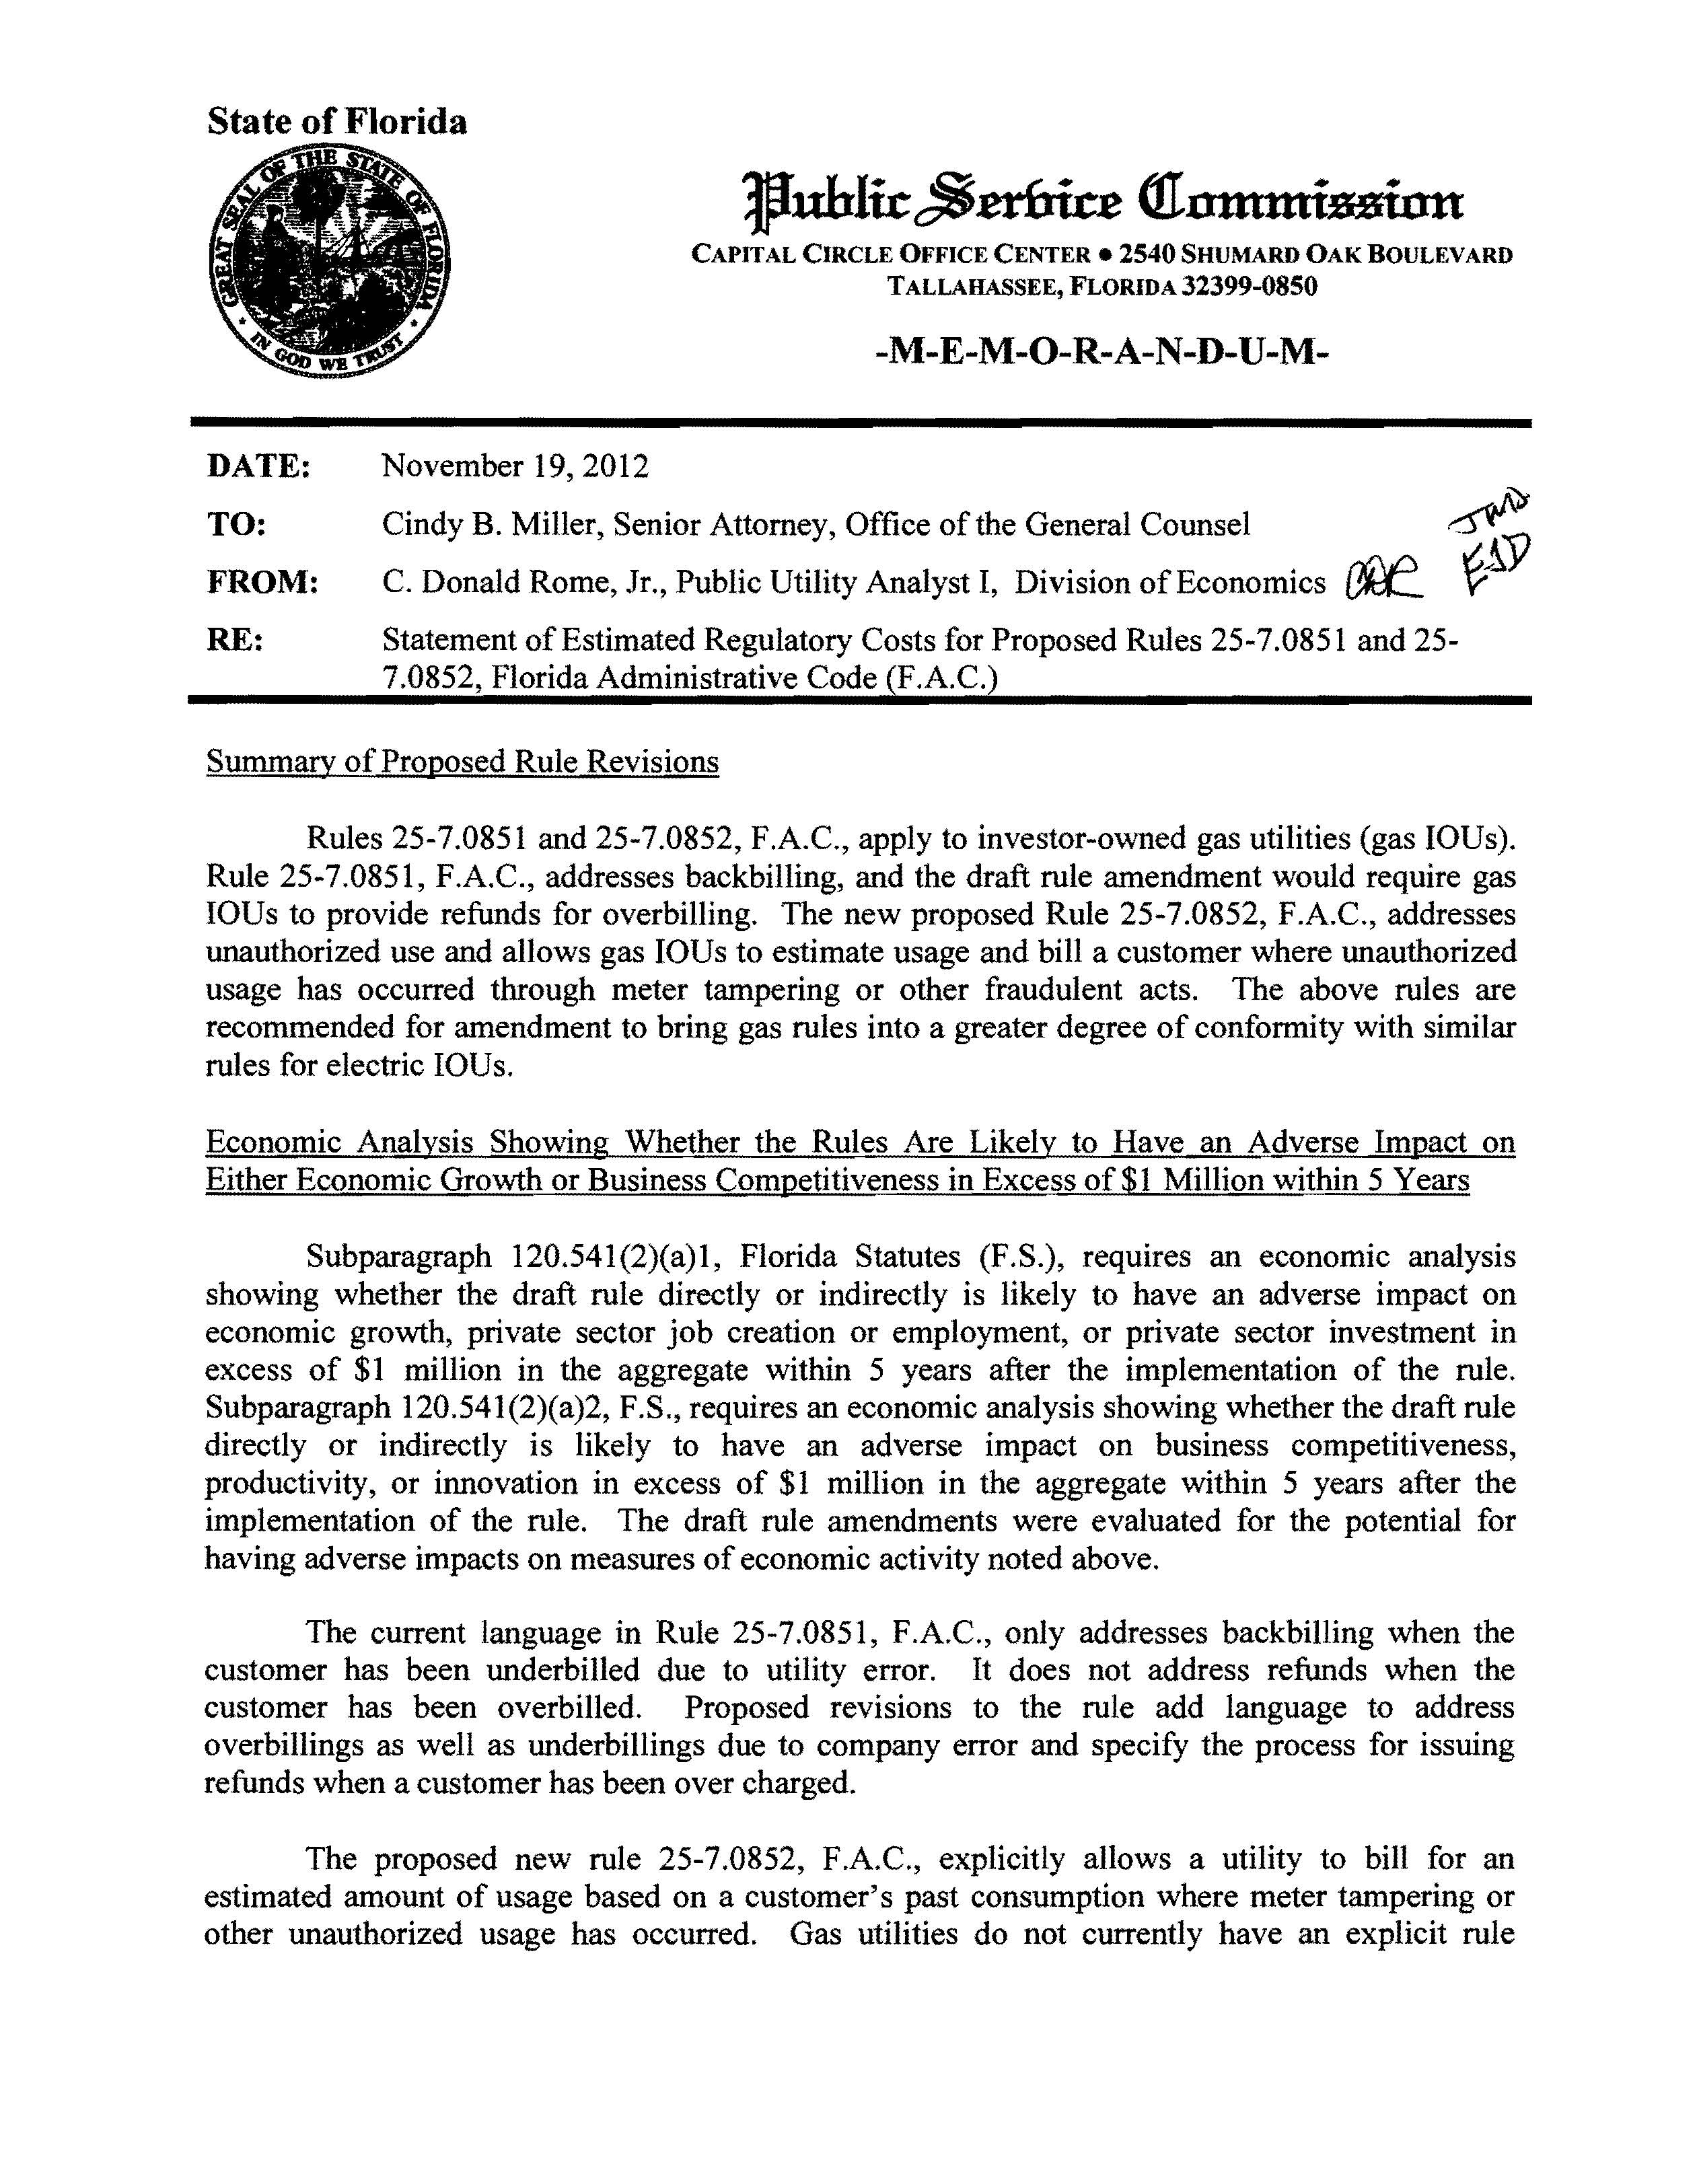 State of Florida
GREAT SEAL OF THE STATE OF FLORIDA
IN GOD WE TRUST
Public Service Commission
CAPITAL CIRCLE OFFICE CENTER ● 2540 SHUMARD OAK BOULEVARD
TALLAHASSEE, FLORIDA 32399-0850
-M-E-M-O-R-A-N-D-U-M-
DATE: November 19, 2012
TO: Cindy B. Miller, Senior Attorney, Office of the General Counsel
FROM: C. Donald Rome, Jr., Public Utility Analyst I, Division of Economics
RE: Statement of Estimated Regulatory Costs for Proposed Rules 25-7.0851 and 25-
7.0852, Florida Administrative Code (F.A.C.)
Summary of Proposed Rule Revisions
Rules 25-7.0851 and 25-7.0852, F.A.C., apply to investor-owned gas utilities (gas IOUs).
Rule 25-7.0851, F.A.C., addresses backbilling, and the draft rule amendment would require gas
IOUs to provide refunds for overbilling. The new proposed Rule 25-7.0852, F.A.C., addresses
unauthorized use and allows gas IOUs to estimate usage and bill a customer where unauthorized
usage has occurred through meter tampering or other fraudulent acts. The above rules are
recommended for amendment to bring gas rules into a greater degree of conformity with similar
rules for electric IOUs.
Economic Analysis Showing Whether the Rules Are Likely to Have an Adverse Impact on
Either Economic Growth or Business Competitiveness in Excess of $1 Million within 5 Years
Subparagraph 120.541(2)(a)1, Florida Statutes (F.S.), requires an economic analysis
showing whether the draft rule directly or indirectly is likely to have an adverse impact on
economic growth, private sector job creation or employment, or private sector investment in
excess of $1 million in the aggregate within 5 years after the implementation of the rule.
Subparagraph 120.541(2)(a)2, F.S., requires an economic analysis showing whether the draft rule
directly or indirectly is likely to have an adverse impact on business competitiveness,
productivity, or innovation in excess of $1 million in the aggregate within 5 years after the
implementation of the rule. The draft rule amendments were evaluated for the potential for
having adverse impacts on measures of economic activity noted above.
The current language in Rule 25-7.0851, F.A.C., only addresses backbilling when the
customer has been underbilled due to utility error. It does not address refunds when the
customer has been overbilled. Proposed revisions to the rule add language to address
overbillings as well as underbillings due to company error and specify the process for issuing
refunds when a customer has been over charged.
The proposed new rule 25-7.0852, F.A.C., explicitly allows a utility to bill for an
estimated amount of usage based on a customer's past consumption where meter tampering or
other unauthorized usage has occurred. Gas utilities do not currently have an explicit rule